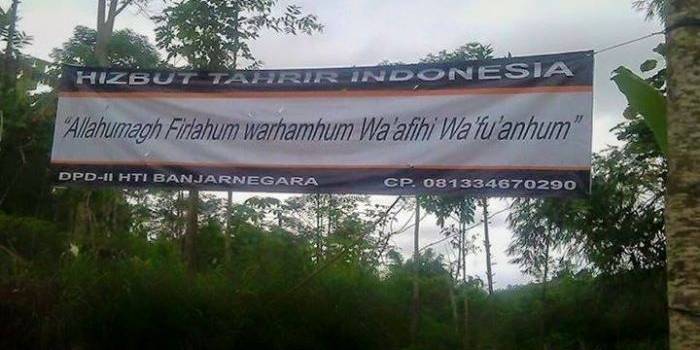 HIZBUT TAHRIR INDONESIA
"Allahumagh Firlahum warhamhum Wa'afihi Wa'fu'anhum"
DPD-II HTI BANJARNEGARA CP. 081334670290